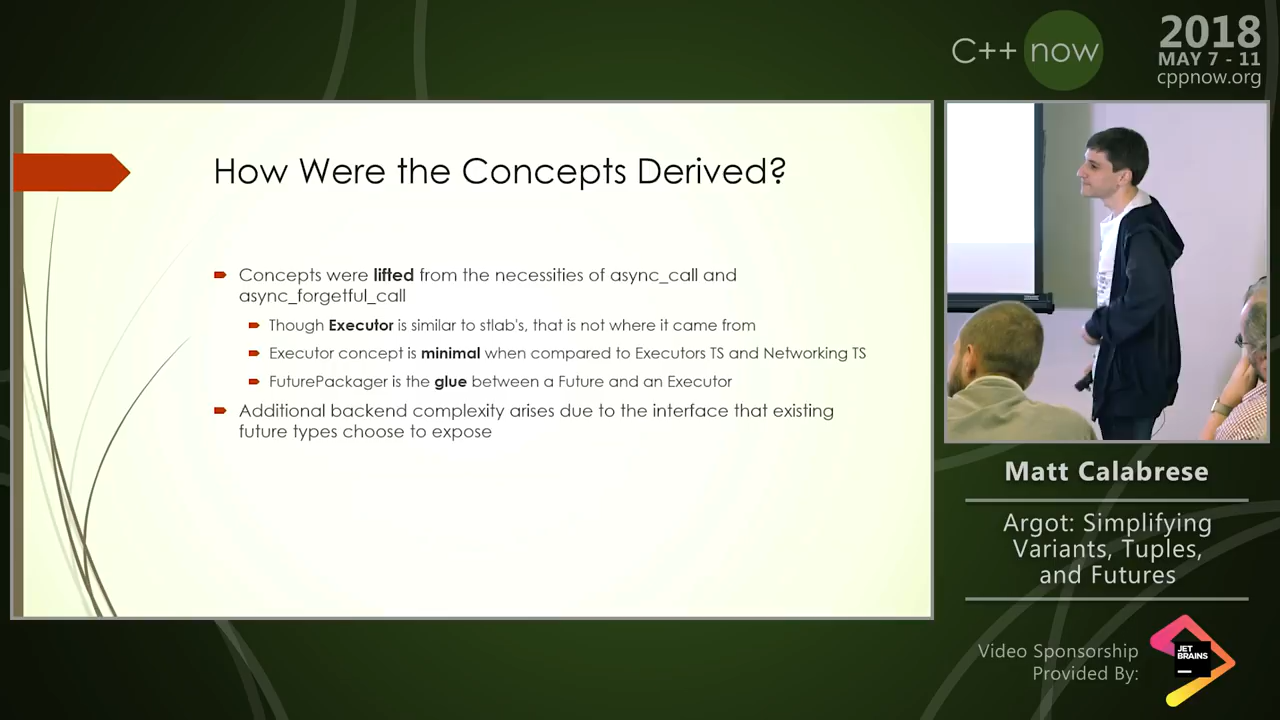 C++ now
2018
MAY 7 - 11
cppnow.org
How Were the Concepts Derived?
Concepts were lifted from the necessities of async_call and
async_forgetful_call
Though Executor is similar to stlab's, that is not where it came from
Executor concept is minimal when compared to Executors TS and Networking TS
FuturePackager is the glue between a Future and an Executor
Additional backend complexity arises due to the interface that existing
future types choose to expose
Matt Calabrese
Argot: Simplifying
Variants, Tuples,
and Futures
Video Sponsorship
Provided By:
JET
BRAINS